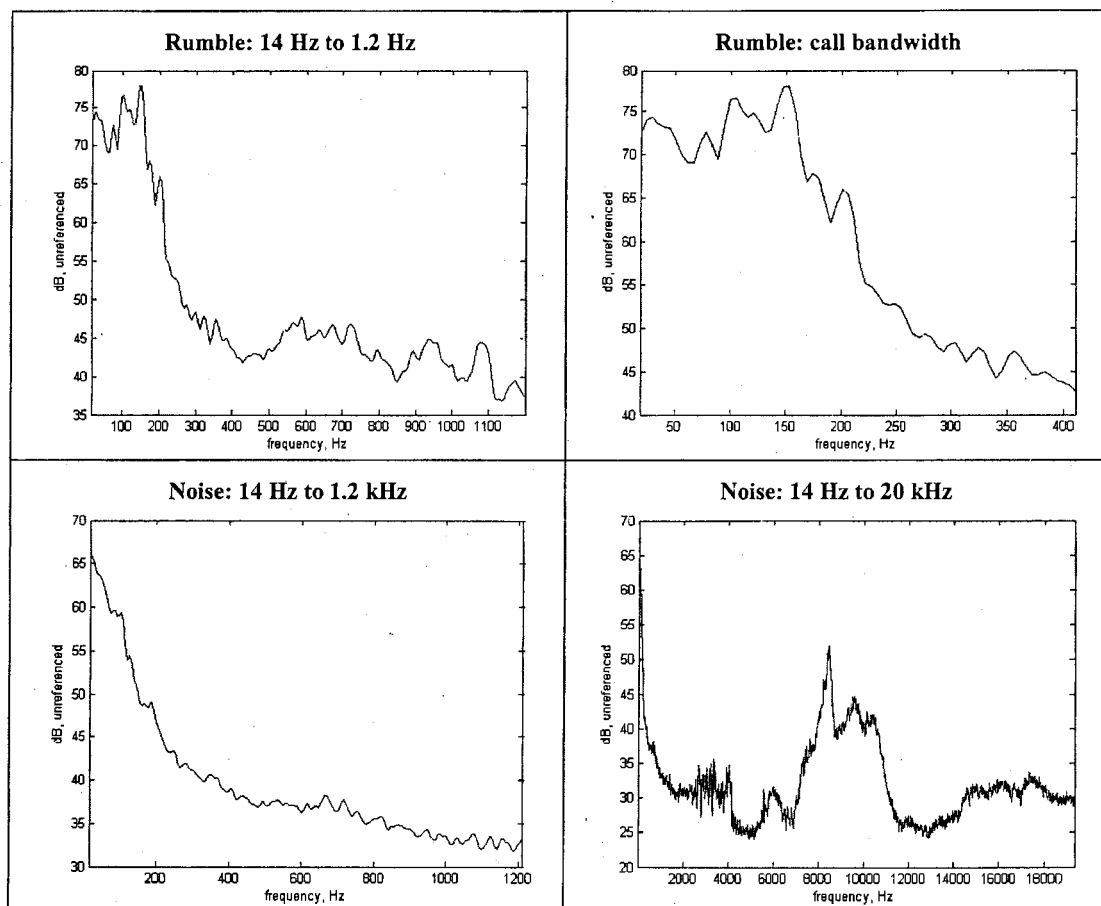 Rumble: 14 Hz to 1.2 Hz
80
75
70
65
60
55
50
45
40
35
dB, unreferenced
100 200 300 400 500 600 700 800 900 1000 1100
frequency, Hz
Rumble: call bandwidth
80
75
70
65
60
55
50
45
40
dB, unreferenced
50 100 150 200 250 300 350 400
frequency, Hz
Noise: 14 Hz to 1.2 kHz
70
65
60
55
50
45
40
35
30
dB, unreferenced
200 400 600 800 1000 1200
frequency, Hz
Noise: 14 Hz to 20 kHz
70
65
60
55
50
45
40
35
30
25
20
dB, unreferenced
2000 4000 6000 8000 10000 12000 14000 16000
frequency, Hz